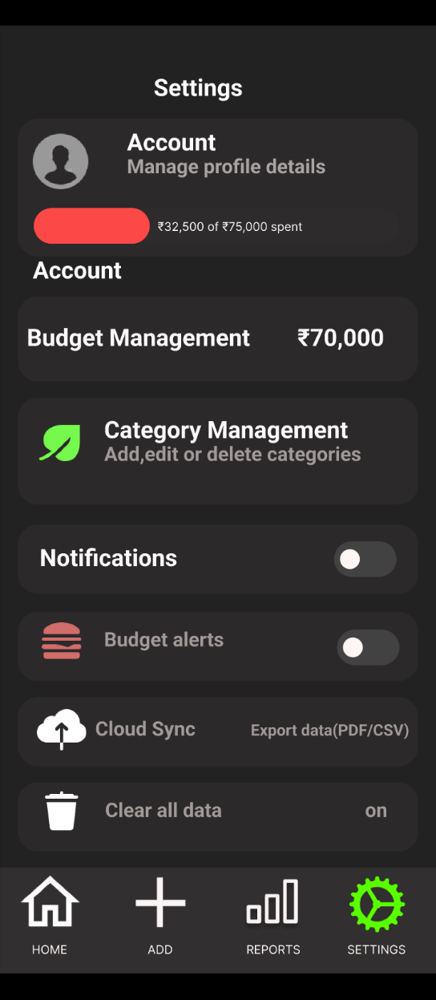 Settings
Account
Manage profile details
₹32,500 of ₹75,000 spent
Account
Budget Management ₹70,000
Category Management
Add,edit or delete categories
Notifications
Budget alerts
Cloud Sync Export data(PDF/CSV)
Clear all data on
HOME ADD REPORTS SETTINGS